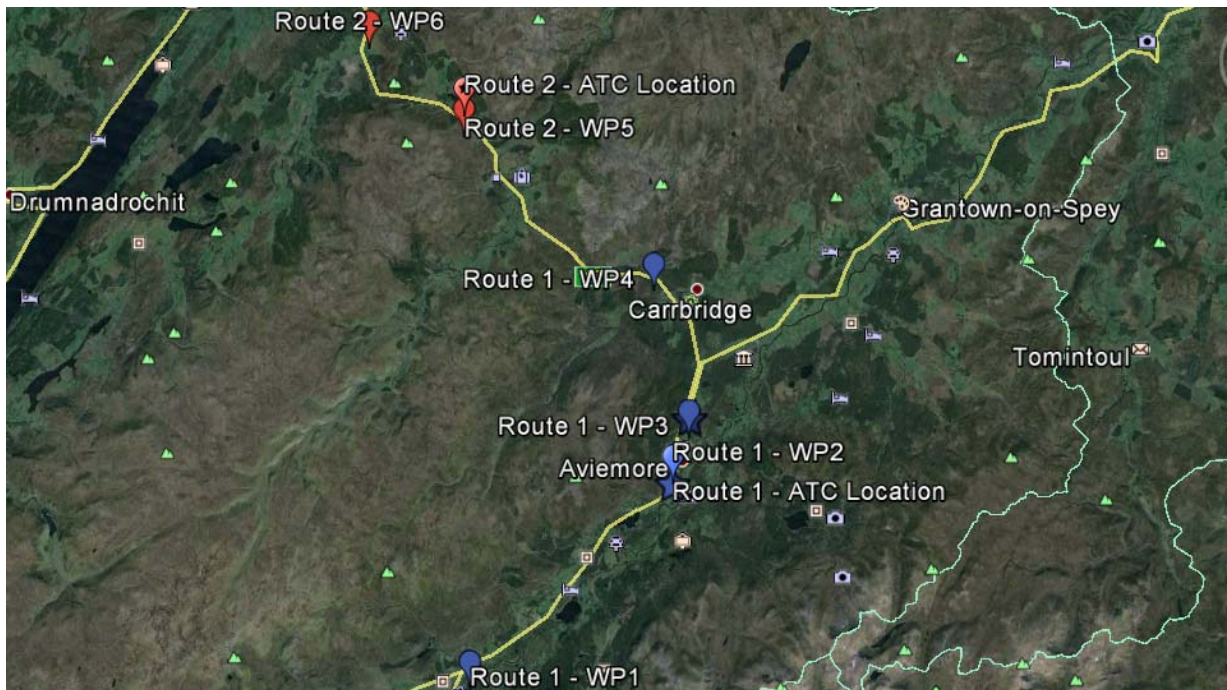 Route 2 - WP6
Route 2 - ATC Location
Route 2 - WP5
Drumnadrochit
Grantown-on-Spey
Route 1 - WP4
Carrbridge
Tomintoul
Route 1 - WP3
Route 1 - WP2
Aviemore
Route 1 - ATC Location
Route 1 - WP1